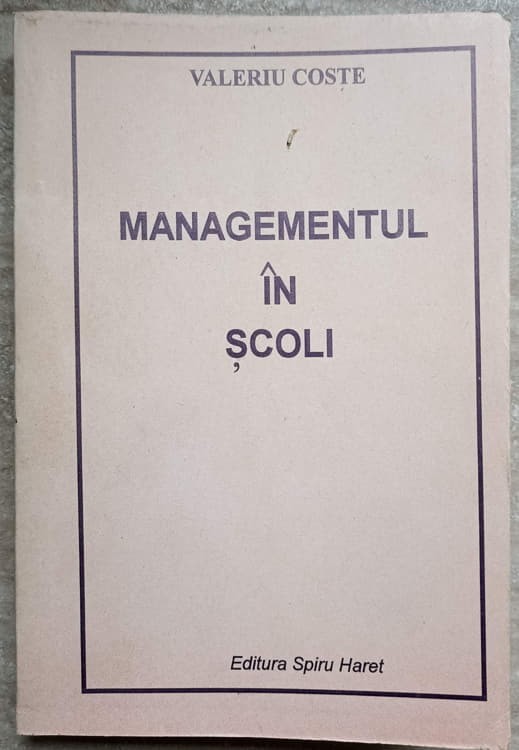 VALERIU COSTE
MANAGEMENTUL
ÎN
ȘCOLI
Editura Spiru Haret